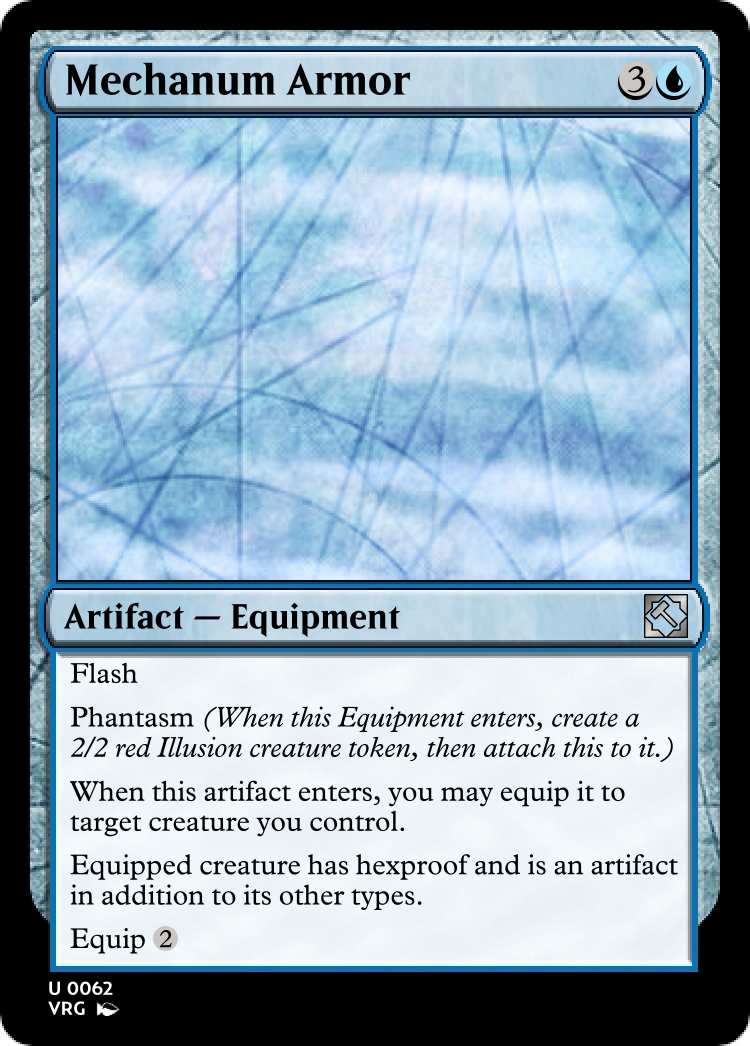 Mechanum Armor 3
Artifact — Equipment
Flash
Phantasm (When this Equipment enters, create a
2/2 red Illusion creature token, then attach this to it.)
When this artifact enters, you may equip it to
target creature you control.
Equipped creature has hexproof and is an artifact
in addition to its other types.
Equip 2
U 0062
VRG